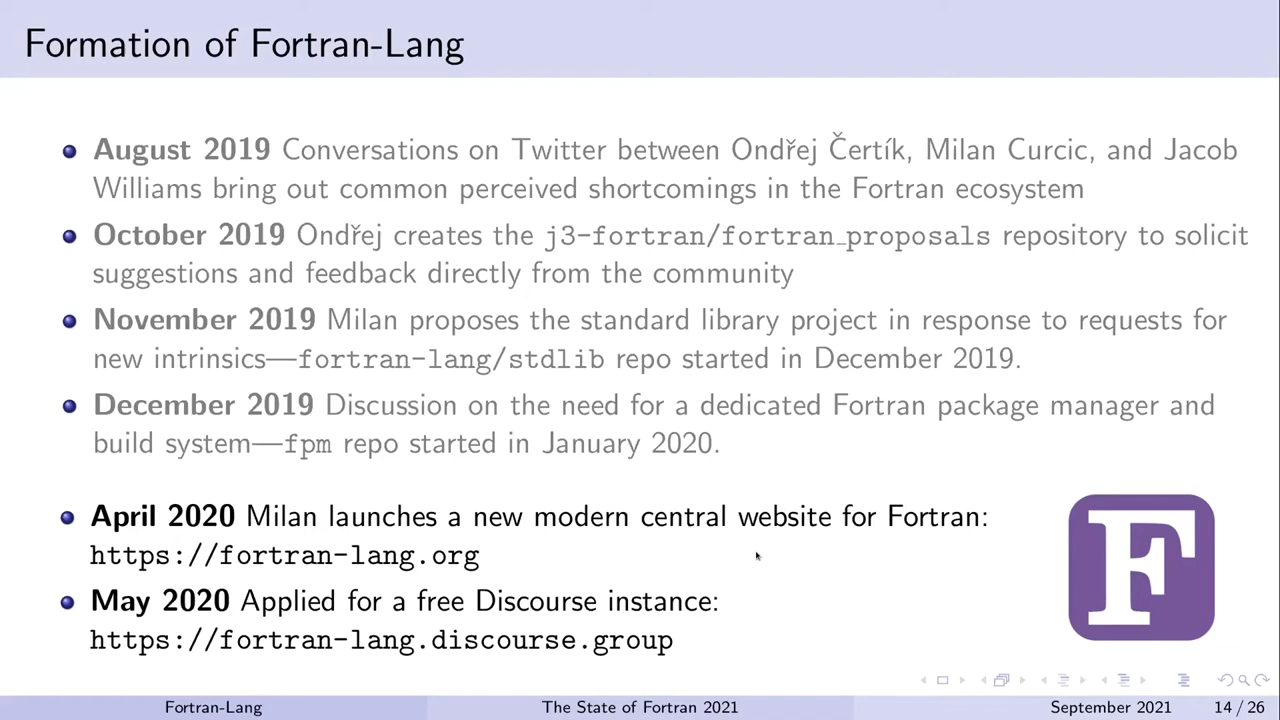 Formation of Fortran-Lang
August 2019 Conversations on Twitter between Ondřej Čertík, Milan Curcic, and Jacob
Williams bring out common perceived shortcomings in the Fortran ecosystem
October 2019 Ondřej creates the j3-fortran/fortran_proposals repository to solicit
suggestions and feedback directly from the community
November 2019 Milan proposes the standard library project in response to requests for
new intrinsics—fortran-lang/stdlib repo started in December 2019.
December 2019 Discussion on the need for a dedicated Fortran package manager and
build system—fpm repo started in January 2020.
April 2020 Milan launches a new modern central website for Fortran:
https://fortran-lang.org
May 2020 Applied for a free Discourse instance:
https://fortran-lang.discourse.group
F
Fortran-Lang The State of Fortran 2021 September 2021 14 / 26